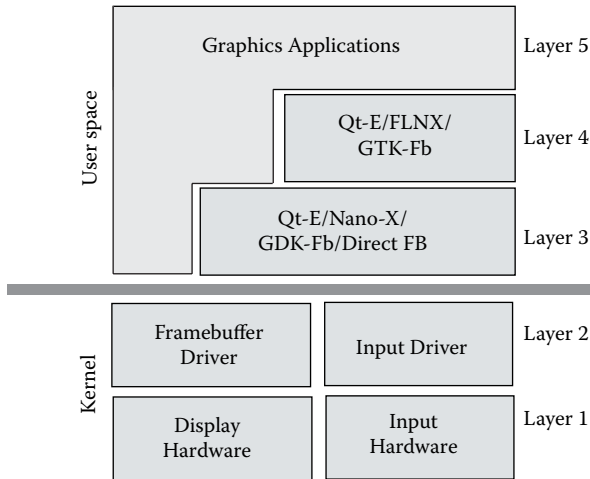 Graphics Applications
Layer 5
User space
Qt-E/FLNX/
GTK-Fb
Layer 4
Qt-E/Nano-X/
GDK-Fb/Direct FB
Layer 3
Kernel
Framebuffer
Driver
Input Driver
Layer 2
Display
Hardware
Input
Hardware
Layer 1